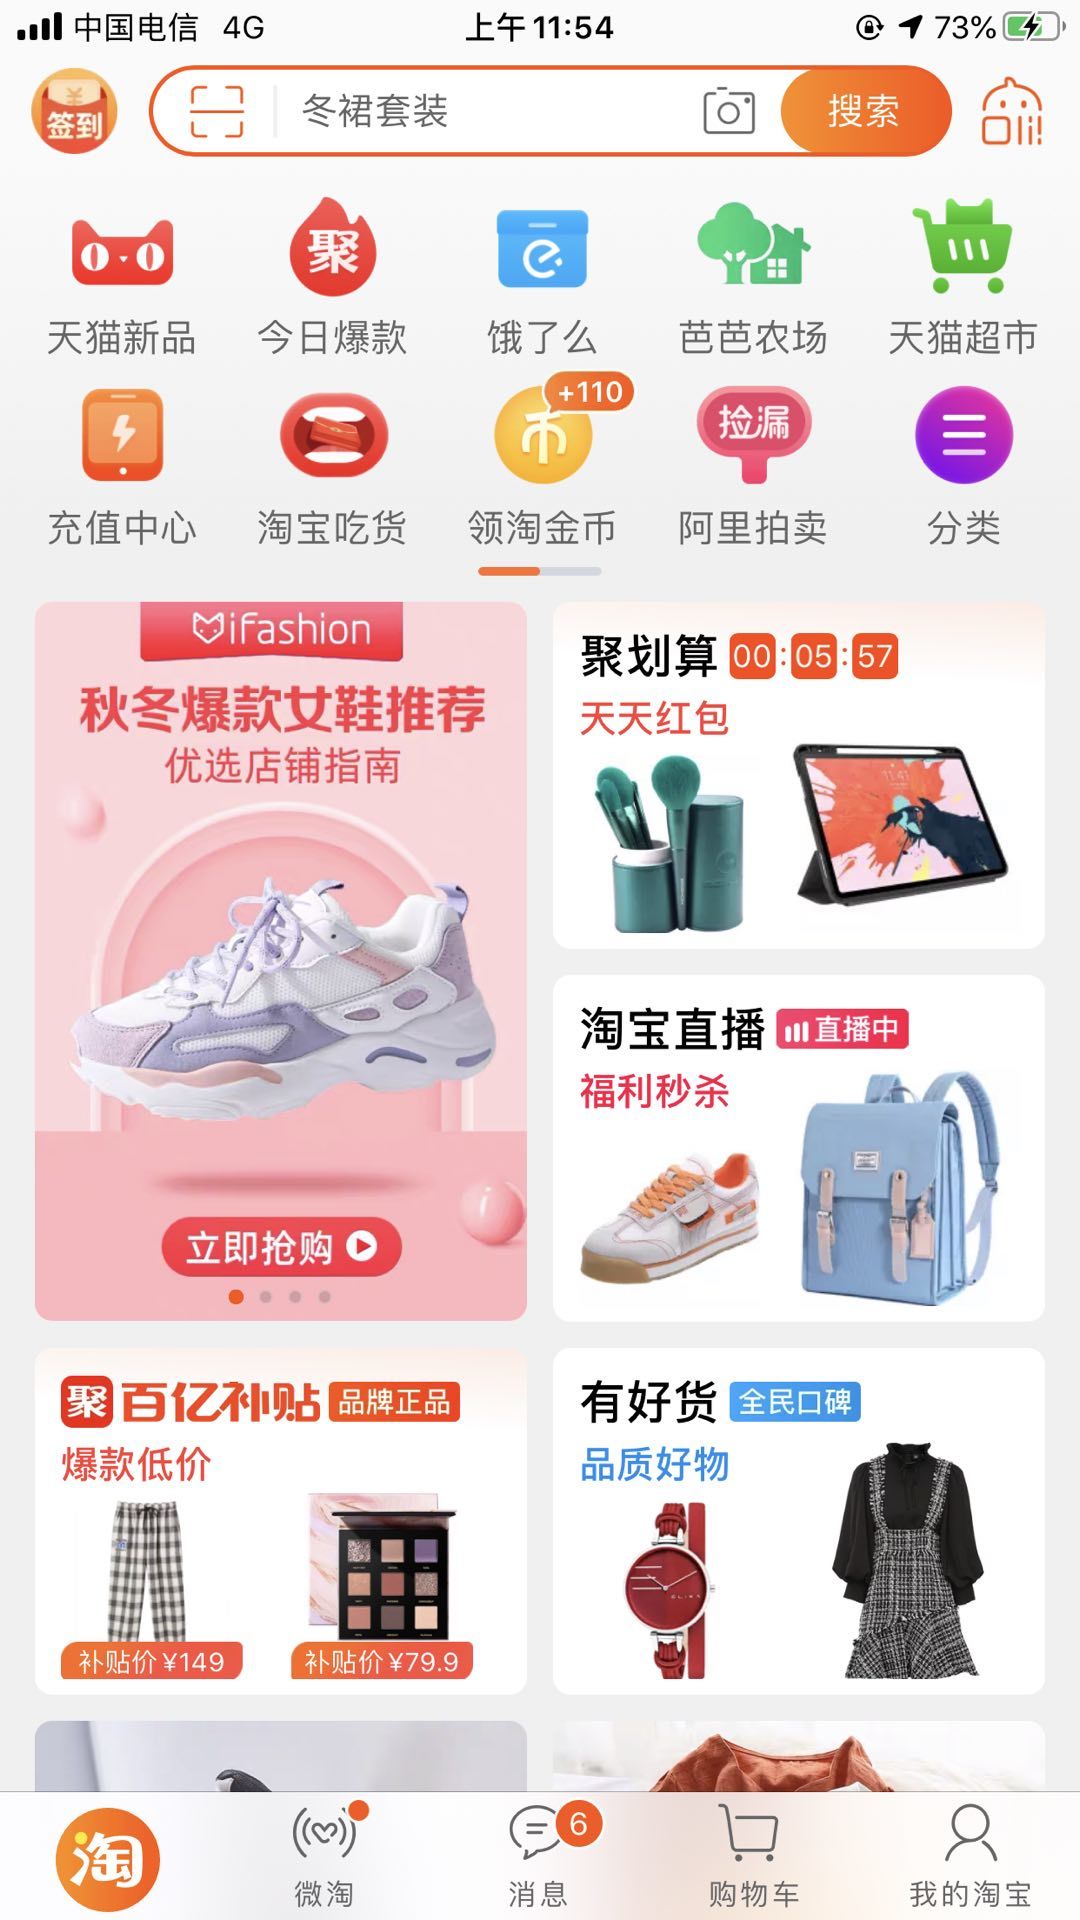 中国电信 4G 上午11:54 73%
签到 冬裙套装 搜索
天猫新品 今日爆款 饿了么 芭芭农场 天猫超市
聚
+110
币 捡漏
充值中心 淘宝吃货 领淘金币 阿里拍卖 分类
iFashion
秋冬爆款女鞋推荐
优选店铺指南
立即抢购
聚划算 00:05:57
天天红包
11:41
淘宝直播 直播中
福利秒杀
聚 百亿补贴 品牌正品
爆款低价
补贴价 ¥149 补贴价 ¥79.9
有好货 全民口碑
品质好物
淘 6
微淘 消息 购物车 我的淘宝